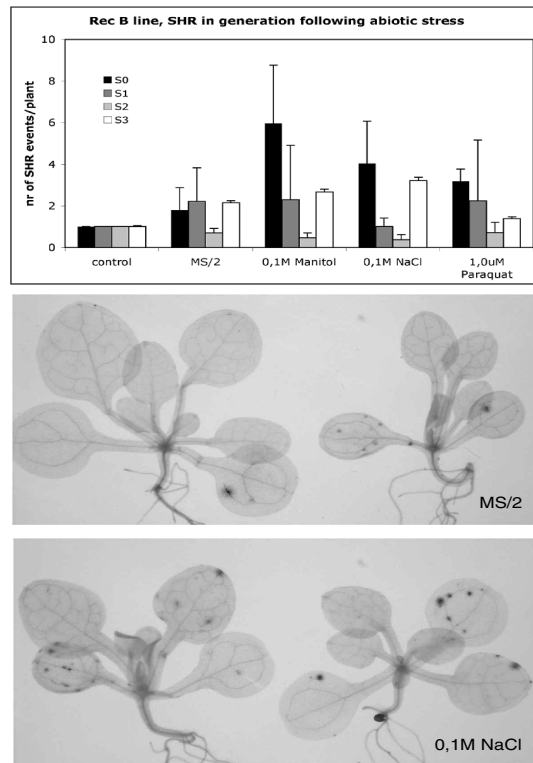 Rec B line, SHR in generation following abiotic stress
nr of SHR events/plant
10
8
6
4
2
0
S0
S1
S2
S3
control
MS/2
0,1M Manitol
0,1M NaCl
1,0uM
Paraquat
MS/2
0,1M NaCl